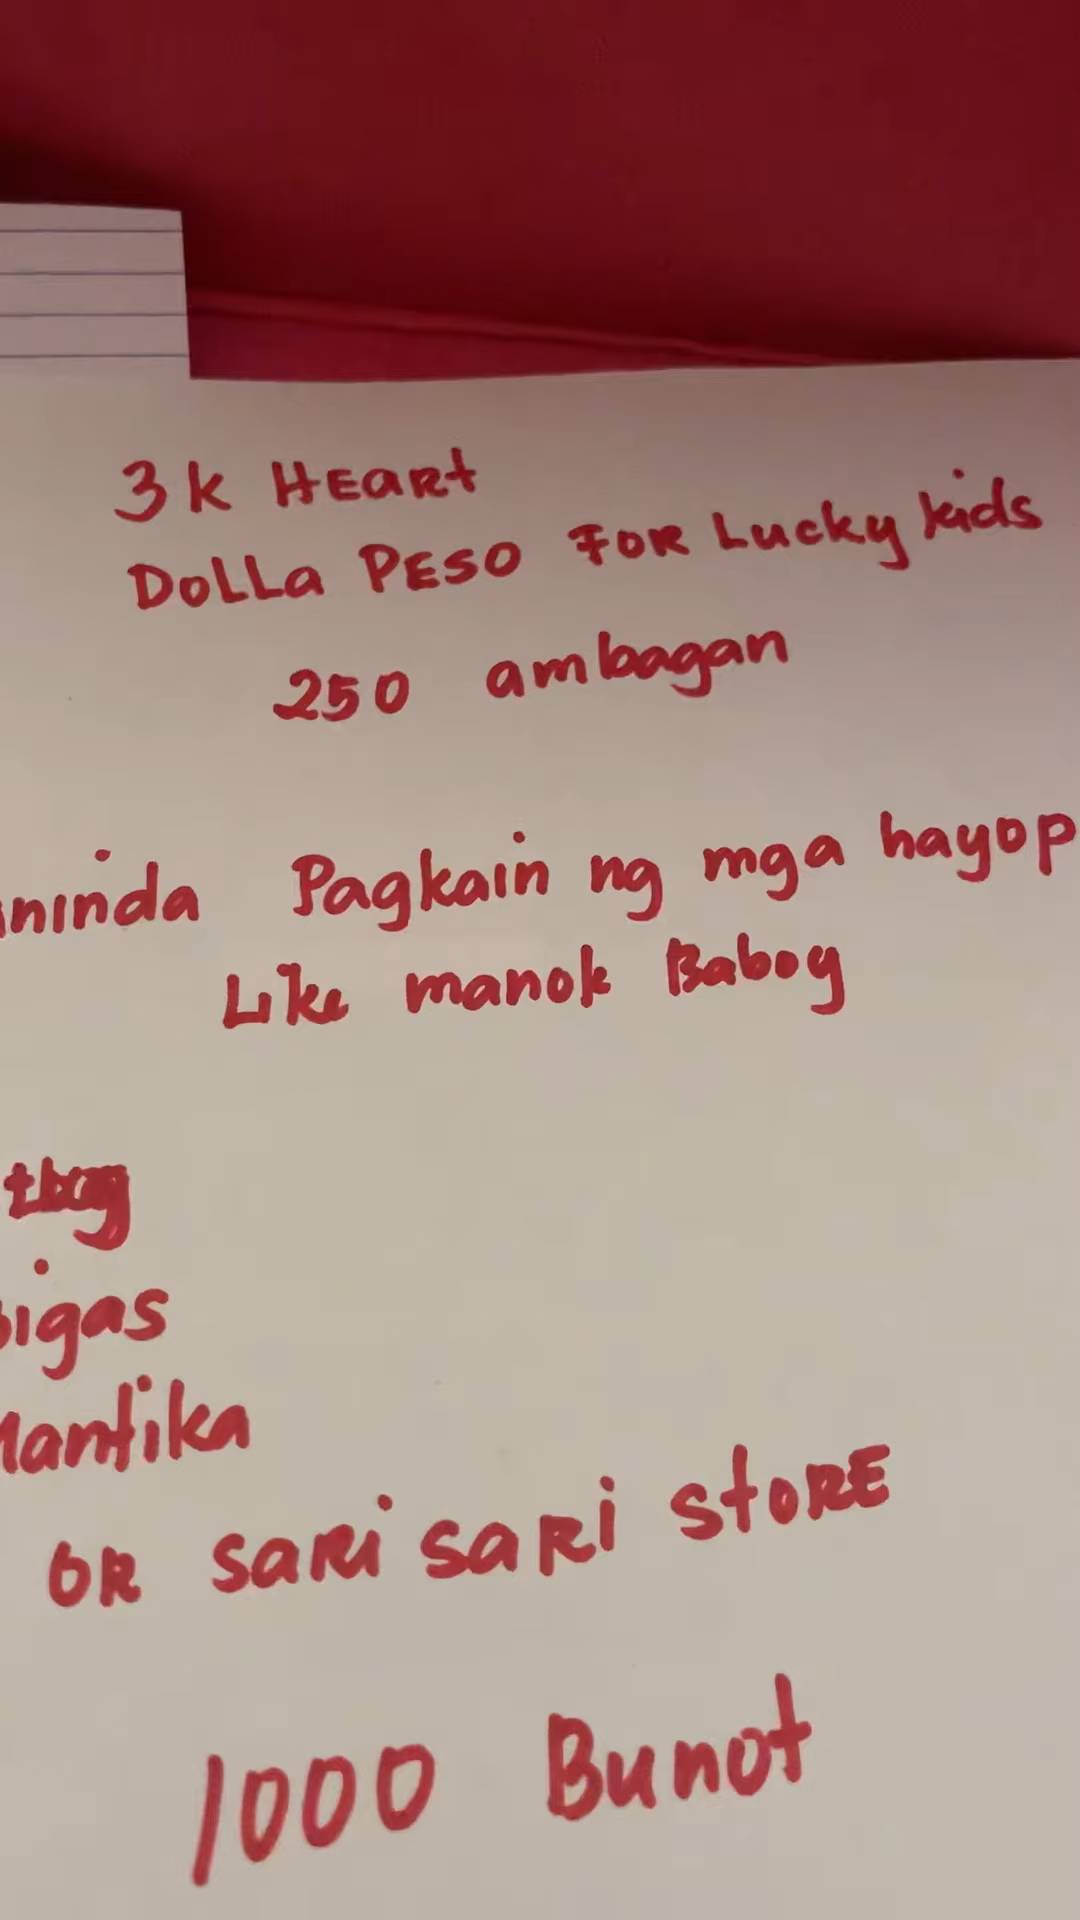 3k HEaRt
DoLLa PESO FOR Lucky kids
250 ambagan
Pagkain ng mga hayop
Like manok Baboy
OR saRi saRi stoRE
1000 Bunot